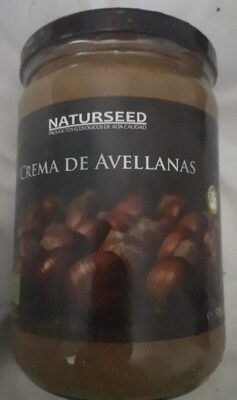 NATURSEED
PRODUCTOS ECOLÓGICOS DE ALTA CALIDAD
CREMA DE AVELLANAS